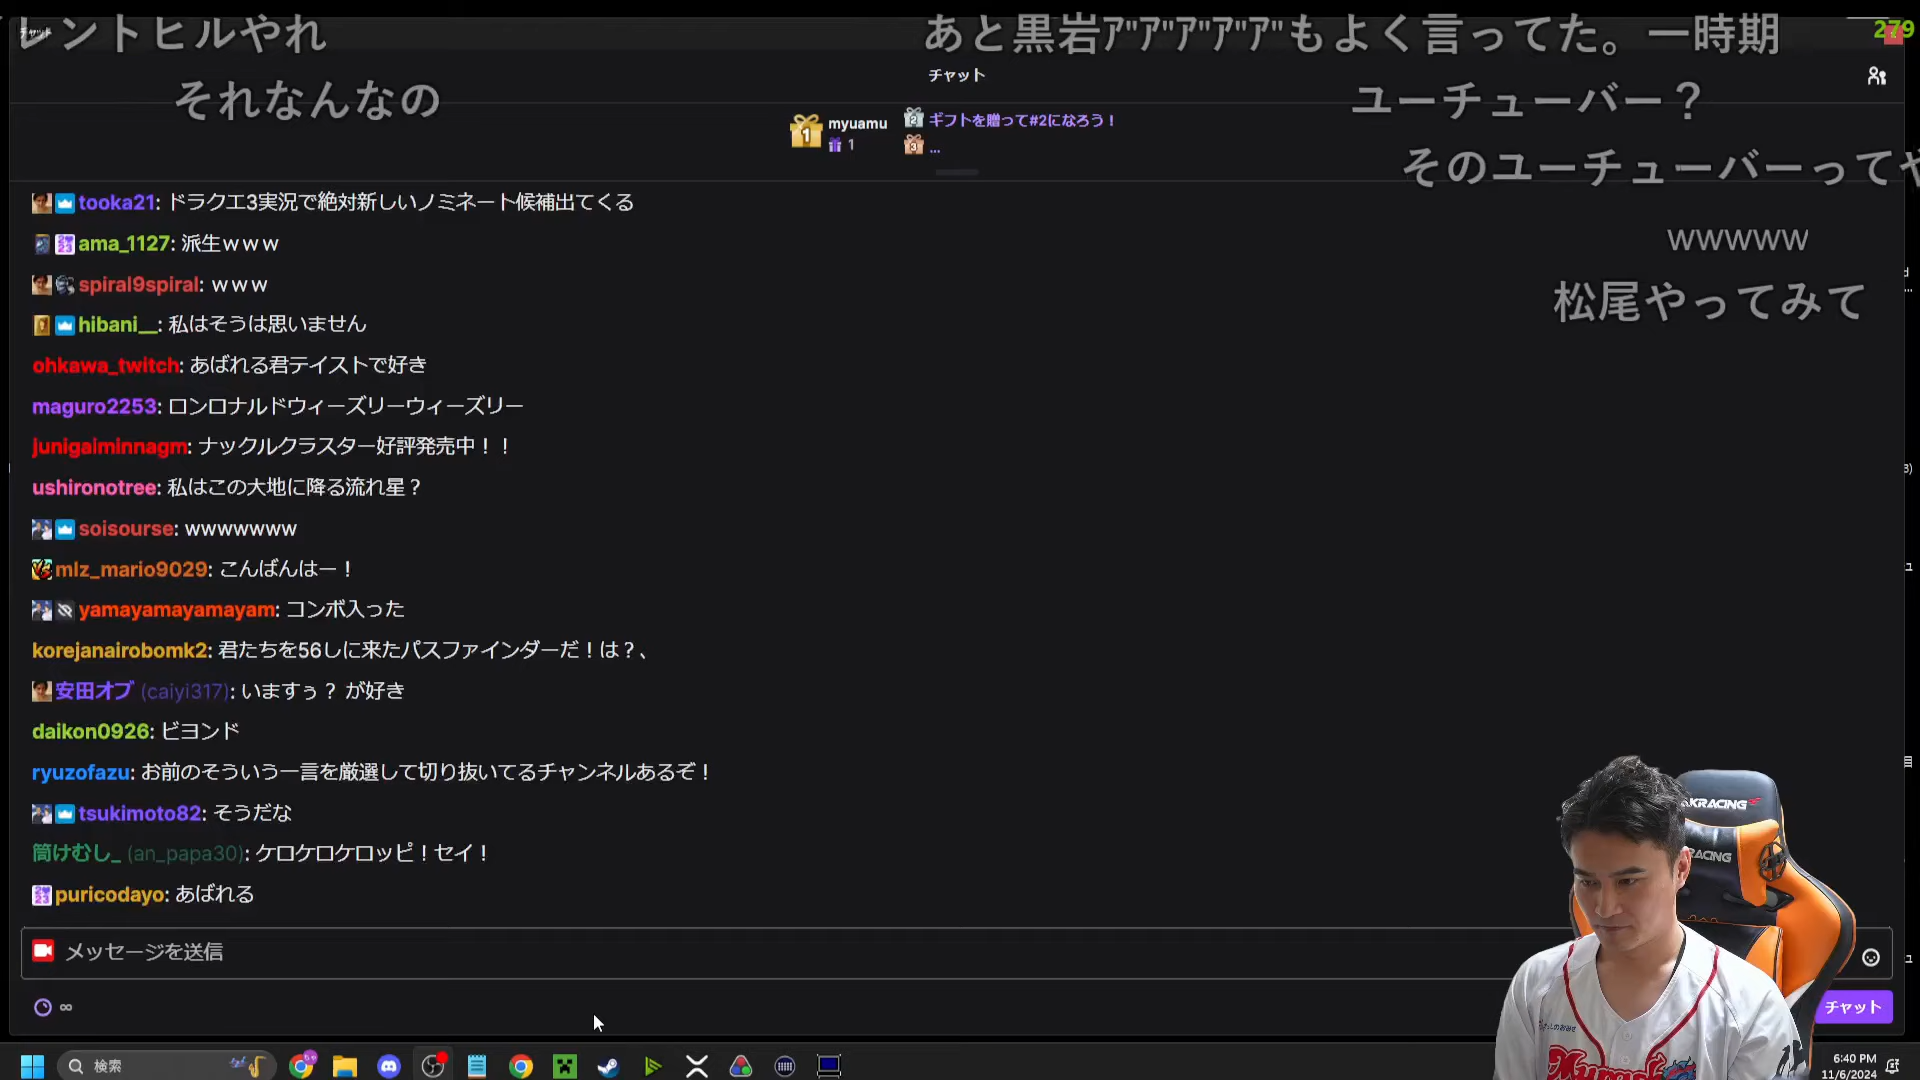 レントヒルやれ
チャット
あと黒岩ｱﾞｱﾞｱﾞｱﾞｱﾞもよく言ってた。一時期
279
チャット
それなんなの
ユーチューバー？
myuamu
1
1
2 ギフトを贈って#2になろう！
3 ...
そのユーチューバーってや
tooka21: ドラクエ3実況で絶対新しいノミネート候補出てくる
wwwww
ama_1127: 派生ｗｗｗ
spiral9spiral: ｗｗｗ
松尾やってみて
hibani__: 私はそうは思いません
ohkawa_twitch: あばれる君テイストで好き
maguro2253: ロンロナルドウィーズリーウィーズリー
junigaiminnagm: ナックルクラスター好評発売中！！
ushironotree: 私はこの大地に降る流れ星？
soisourse: wwwwwww
mlz_mario9029: こんばんはー！
yamayamayamayam: コンボ入った
korejanairobomk2: 君たちを56しに来たパスファインダーだ！は？、
安田オブ (caiyi317): いますぅ？ が好き
daikon0926: ビヨンド
ryuzofazu: お前のそういう一言を厳選して切り抜いてるチャンネルあるぞ！
tsukimoto82: そうだな
筒けむし_ (an_papa30): ケロケロケロッピ！セイ！
puricodayo: あばれる
AKRACING
RACING
メッセージを送信
∞
チャット
検索
6:40 PM
11/6/2024